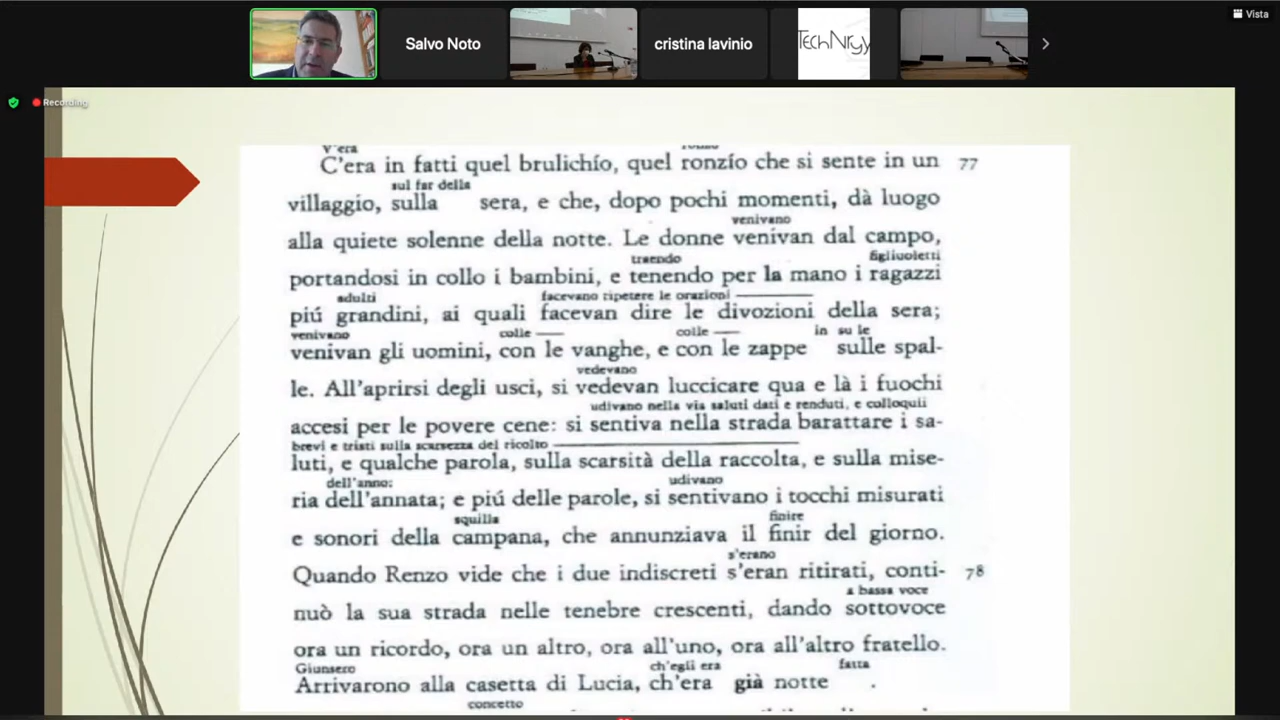 Vista
Salvo Noto
cristina lavinio
TechNrgy
Recording
V'era
C'era in fatti quel brulichío, quel ronzío che si sente in un 77
sul far della
villaggio, sulla sera, e che, dopo pochi momenti, dà luogo
venivano
alla quiete solenne della notte. Le donne venivan dal campo,
traendo figliuoletti
portandosi in collo i bambini, e tenendo per la mano i ragazzi
adulti facevano ripetere le orazioni
piú grandini, ai quali facevan dire le divozioni della sera;
venivano colle colle in su le
venivan gli uomini, con le vanghe, e con le zappe sulle spal-
vedevano
le. All'aprirsi degli usci, si vedevan luccicare qua e là i fuochi
udivano nella via saluti dati e renduti, e colloquii
accesi per le povere cene: si sentiva nella strada barattare i sa-
brevi e tristi sulla scarsezza del ricolto
luti, e qualche parola, sulla scarsità della raccolta, e sulla mise-
dell'anno: udivano
ria dell'annata; e piú delle parole, si sentivano i tocchi misurati
squilla finire
e sonori della campana, che annunziava il finir del giorno.
s'erano
Quando Renzo vide che i due indiscreti s'eran ritirati, conti- 78
a bassa voce
nuò la sua strada nelle tenebre crescenti, dando sottovoce
ora un ricordo, ora un altro, ora all'uno, ora all'altro fratello.
Giunsero ch'egli era fatta
Arrivarono alla casetta di Lucia, ch'era già notte .
concetto